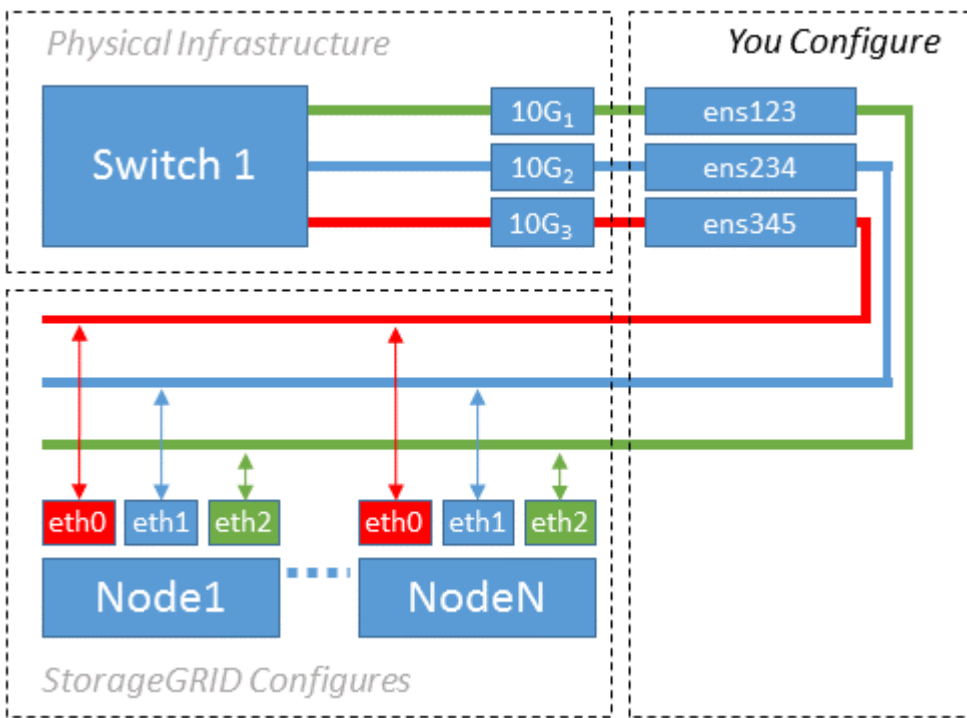 Physical Infrastructure
You Configure
Switch 1
10G₁
ens123
10G₂
ens234
10G₃
ens345
eth0 eth1 eth2 eth0 eth1 eth2
Node1 NodeN
StorageGRID Configures